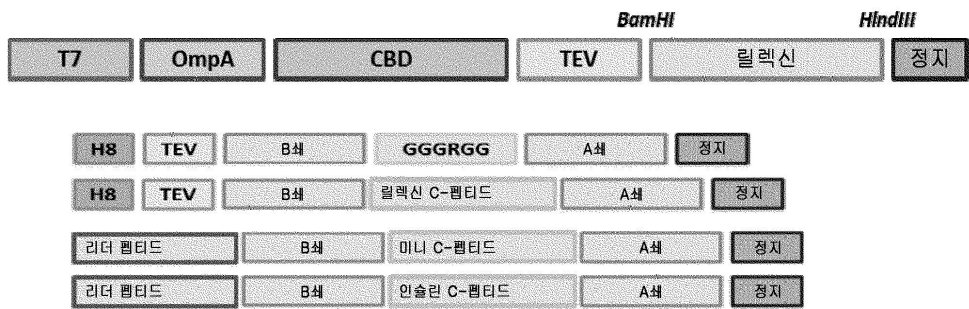 BamHI HindIII
T7 OmpA CBD TEV 릴렉신 정지
H8 TEV B쇄 GGGRGG A쇄 정지
H8 TEV B쇄 릴렉신 C-펩티드 A쇄 정지
리더 펩티드 B쇄 미니 C-펩티드 A쇄 정지
리더 펩티드 B쇄 인슐린 C-펩티드 A쇄 정지